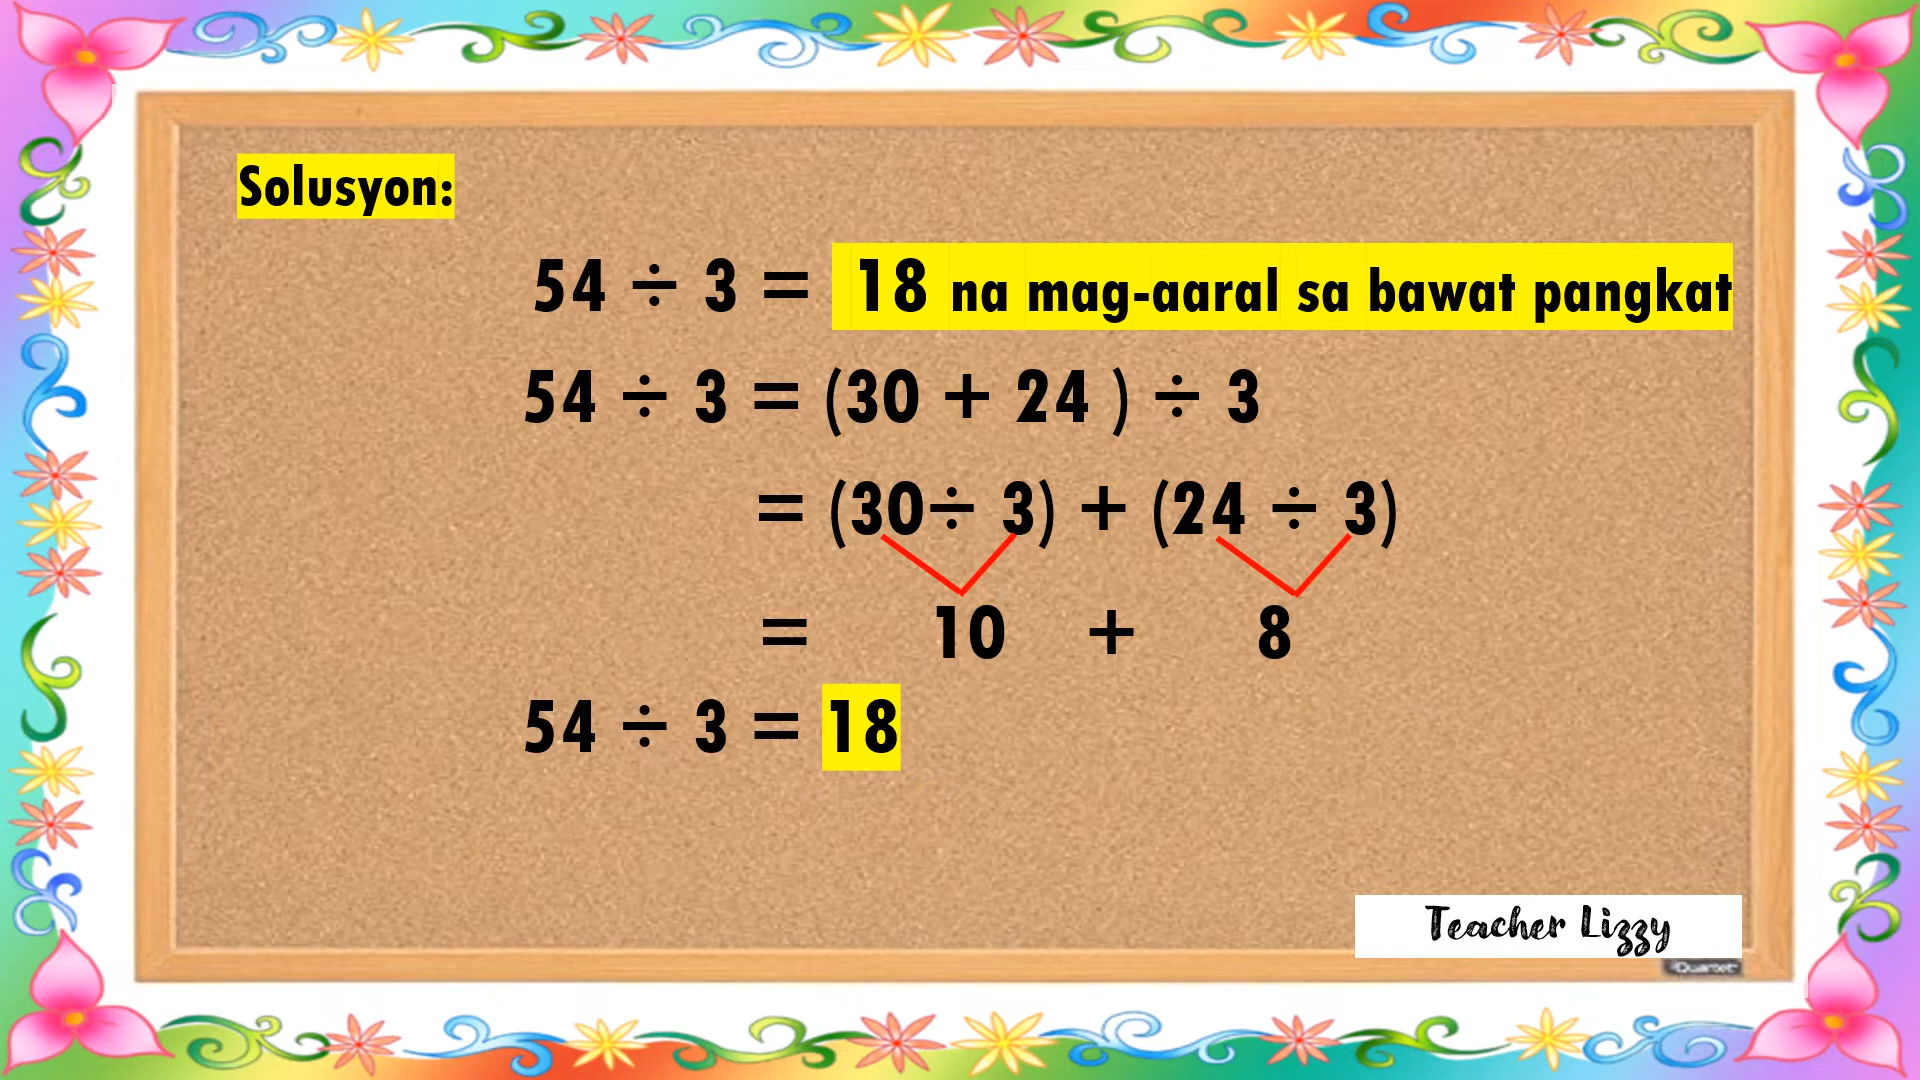 Solusyon:
54 ÷ 3 = 18 na mag-aaral sa bawat pangkat
54 ÷ 3 = (30 + 24 ) ÷ 3
= (30÷ 3) + (24 ÷ 3)
= 10 + 8
54 ÷ 3 = 18
Teacher Lizzy
Quartet